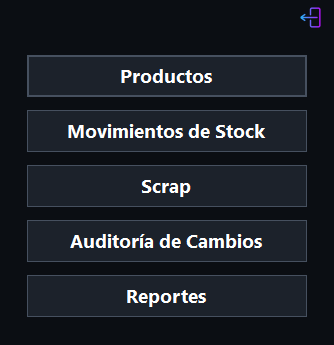 Productos
Movimientos de Stock
Scrap
Auditoría de Cambios
Reportes